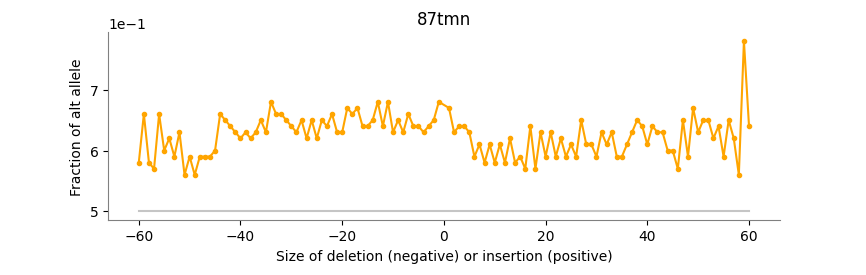 87tmn
1e−1
Fraction of alt allele
7
6
5
−60 −40 −20 0 20 40 60
Size of deletion (negative) or insertion (positive)